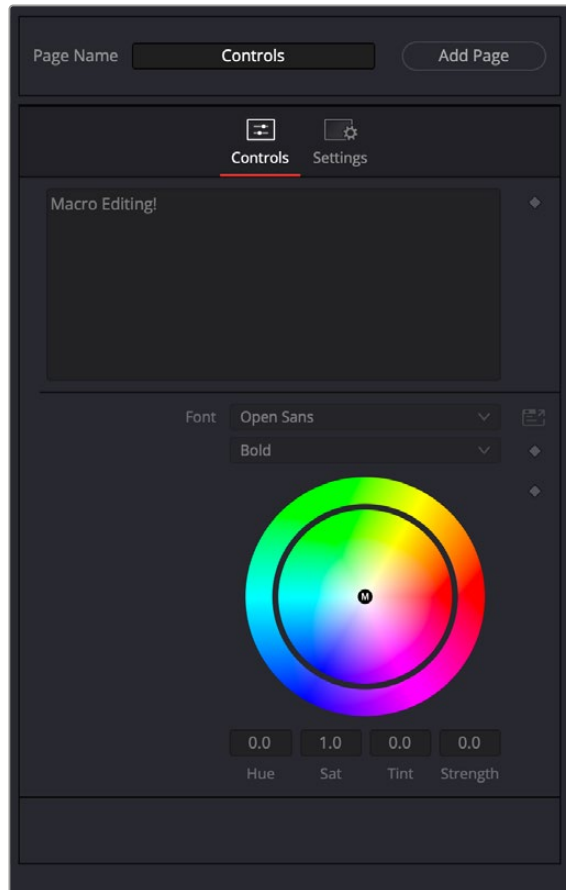 Page Name Controls Add Page
Controls Settings
Macro Editing!
Font Open Sans
Bold
M
0.0 1.0 0.0 0.0
Hue Sat Tint Strength